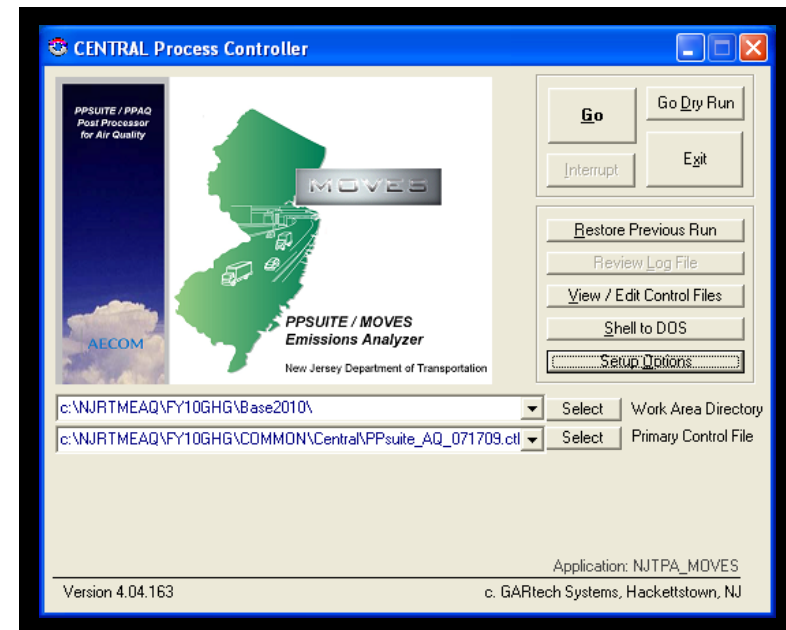 CENTRAL Process Controller
PPSUITE / PPAQ
Post Processor
for Air Quality
MOVES
PPSUITE / MOVES
Emissions Analyzer
New Jersey Department of Transportation
AECOM
Go
Go Dry Run
Interrupt
Exit
Restore Previous Run
Review Log File
View / Edit Control Files
Shell to DOS
Setup Options
c:\NJRTMEAQ\FY10GHG\Base2010\
Select
Work Area Directory
c:\NJRTMEAQ\FY10GHG\COMMON\Central\PPsuite_AQ_071709.ctl
Select
Primary Control File
Application: NJTPA_MOVES
Version 4.04.163
c. GARtech Systems, Hackettstown, NJ